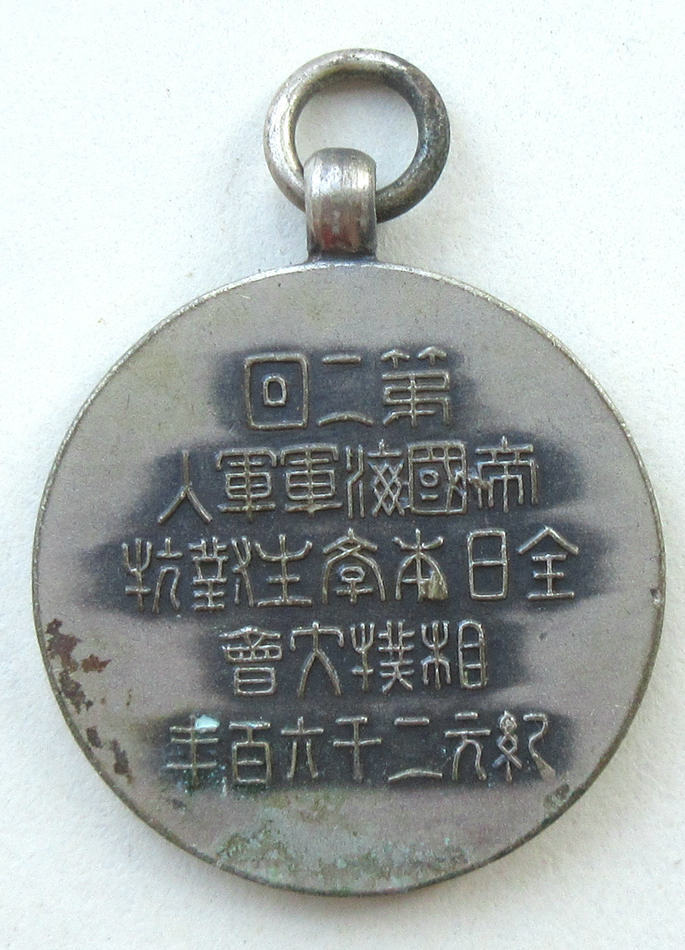 第二回
帝國海軍軍人
全日本斈生對抗
相撲大會
紀元二千六百年